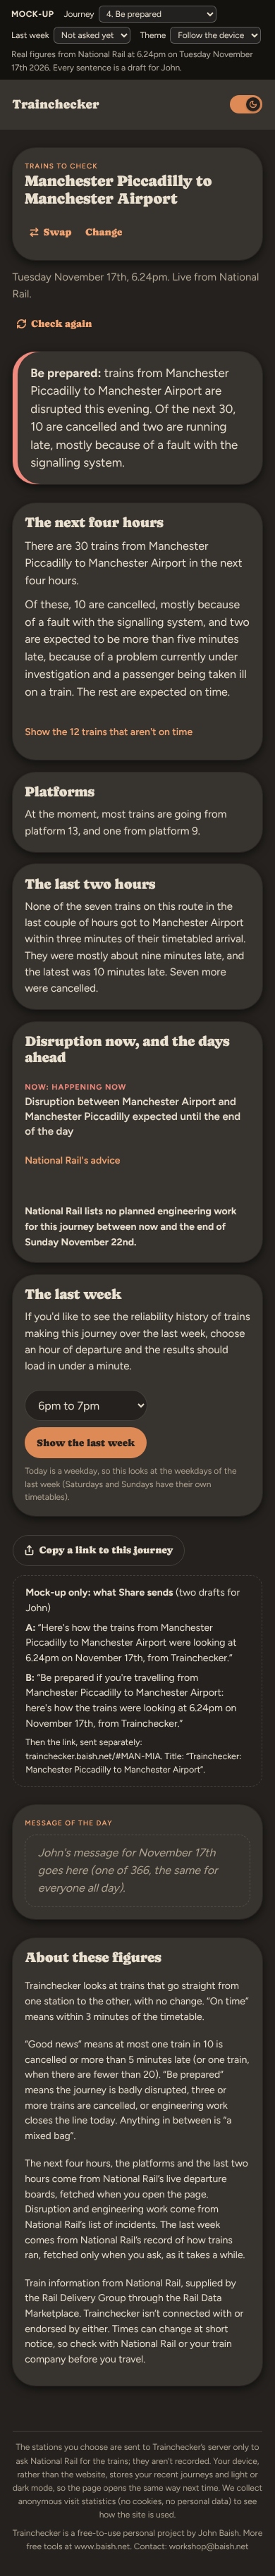 MOCK-UP Journey 4. Be prepared
Last week Not asked yet Theme Follow the device
Real figures from National Rail at 6.24pm on Tuesday November
17th 2026. Every sentence is a draft for John.
Trainchecker
TRAINS TO CHECK
Manchester Piccadilly to
Manchester Airport
Swap Change
Tuesday November 17th, 6.24pm. Live from National
Rail.
Check again
Be prepared: trains from Manchester
Piccadilly to Manchester Airport are
disrupted this evening. Of the next 30,
10 are cancelled and two are running
late, mostly because of a fault with the
signalling system.
The next four hours
There are 30 trains from Manchester
Piccadilly to Manchester Airport in the next
four hours.
Of these, 10 are cancelled, mostly because
of a fault with the signalling system, and two
are expected to be more than five minutes
late, because of a problem currently under
investigation and a passenger being taken ill
on a train. The rest are expected on time.
Show the 12 trains that aren't on time
Platforms
At the moment, most trains are going from
platform 13, and one from platform 9.
The last two hours
None of the seven trains on this route in the
last couple of hours got to Manchester Airport
within three minutes of their timetabled arrival.
They were mostly about nine minutes late, and
the latest was 10 minutes late. Seven more
were cancelled.
Disruption now, and the days
ahead
NOW: HAPPENING NOW
Disruption between Manchester Airport and
Manchester Piccadilly expected until the end
of the day
National Rail's advice
National Rail lists no planned engineering work
for this journey between now and the end of
Sunday November 22nd.
The last week
If you'd like to see the reliability history of trains
making this journey over the last week, choose
an hour of departure and the results should
load in under a minute.
6pm to 7pm
Show the last week
Today is a weekday, so this looks at the weekdays of the
last week (Saturdays and Sundays have their own
timetables).
Copy a link to this journey
Mock-up only: what Share sends (two drafts for
John)
A: "Here's how the trains from Manchester
Piccadilly to Manchester Airport were looking at
6.24pm on November 17th, from Trainchecker."
B: "Be prepared if you're travelling from
Manchester Piccadilly to Manchester Airport:
here's how the trains were looking at 6.24pm on
November 17th, from Trainchecker."
Then the link, sent separately:
trainchecker.baish.net/#MAN-MIA. Title: "Trainchecker:
Manchester Piccadilly to Manchester Airport".
MESSAGE OF THE DAY
John's message for November 17th
goes here (one of 366, the same for
everyone all day).
About these figures
Trainchecker looks at trains that go straight from
one station to the other, with no change. "On time"
means within 3 minutes of the timetable.
"Good news" means at most one train in 10 is
cancelled or more than 5 minutes late (or one train,
when there are fewer than 20). "Be prepared"
means the journey is badly disrupted, three or
more trains are cancelled, or engineering work
closes the line today. Anything in between is "a
mixed bag".
The next four hours, the platforms and the last two
hours come from National Rail's live departure
boards, fetched when you open the page.
Disruption and engineering work come from
National Rail's list of incidents. The last week
comes from National Rail's record of how trains
ran, fetched only when you ask, as it takes a while.
Train information from National Rail, supplied by
the Rail Delivery Group through the Rail Data
Marketplace. Trainchecker isn't connected with or
endorsed by either. Times can change at short
notice, so check with National Rail or your train
company before you travel.
The stations you choose are sent to Trainchecker's server only to
ask National Rail for the trains; they aren't recorded. Your device,
rather than the website, stores your recent journeys and light or
dark mode, so the page opens the same way next time. We collect
anonymous visit statistics (no cookies, no personal data) to see
how the site is used.
Trainchecker is a free-to-use personal project by John Baish. More
free tools at www.baish.net. Contact: workshop@baish.net